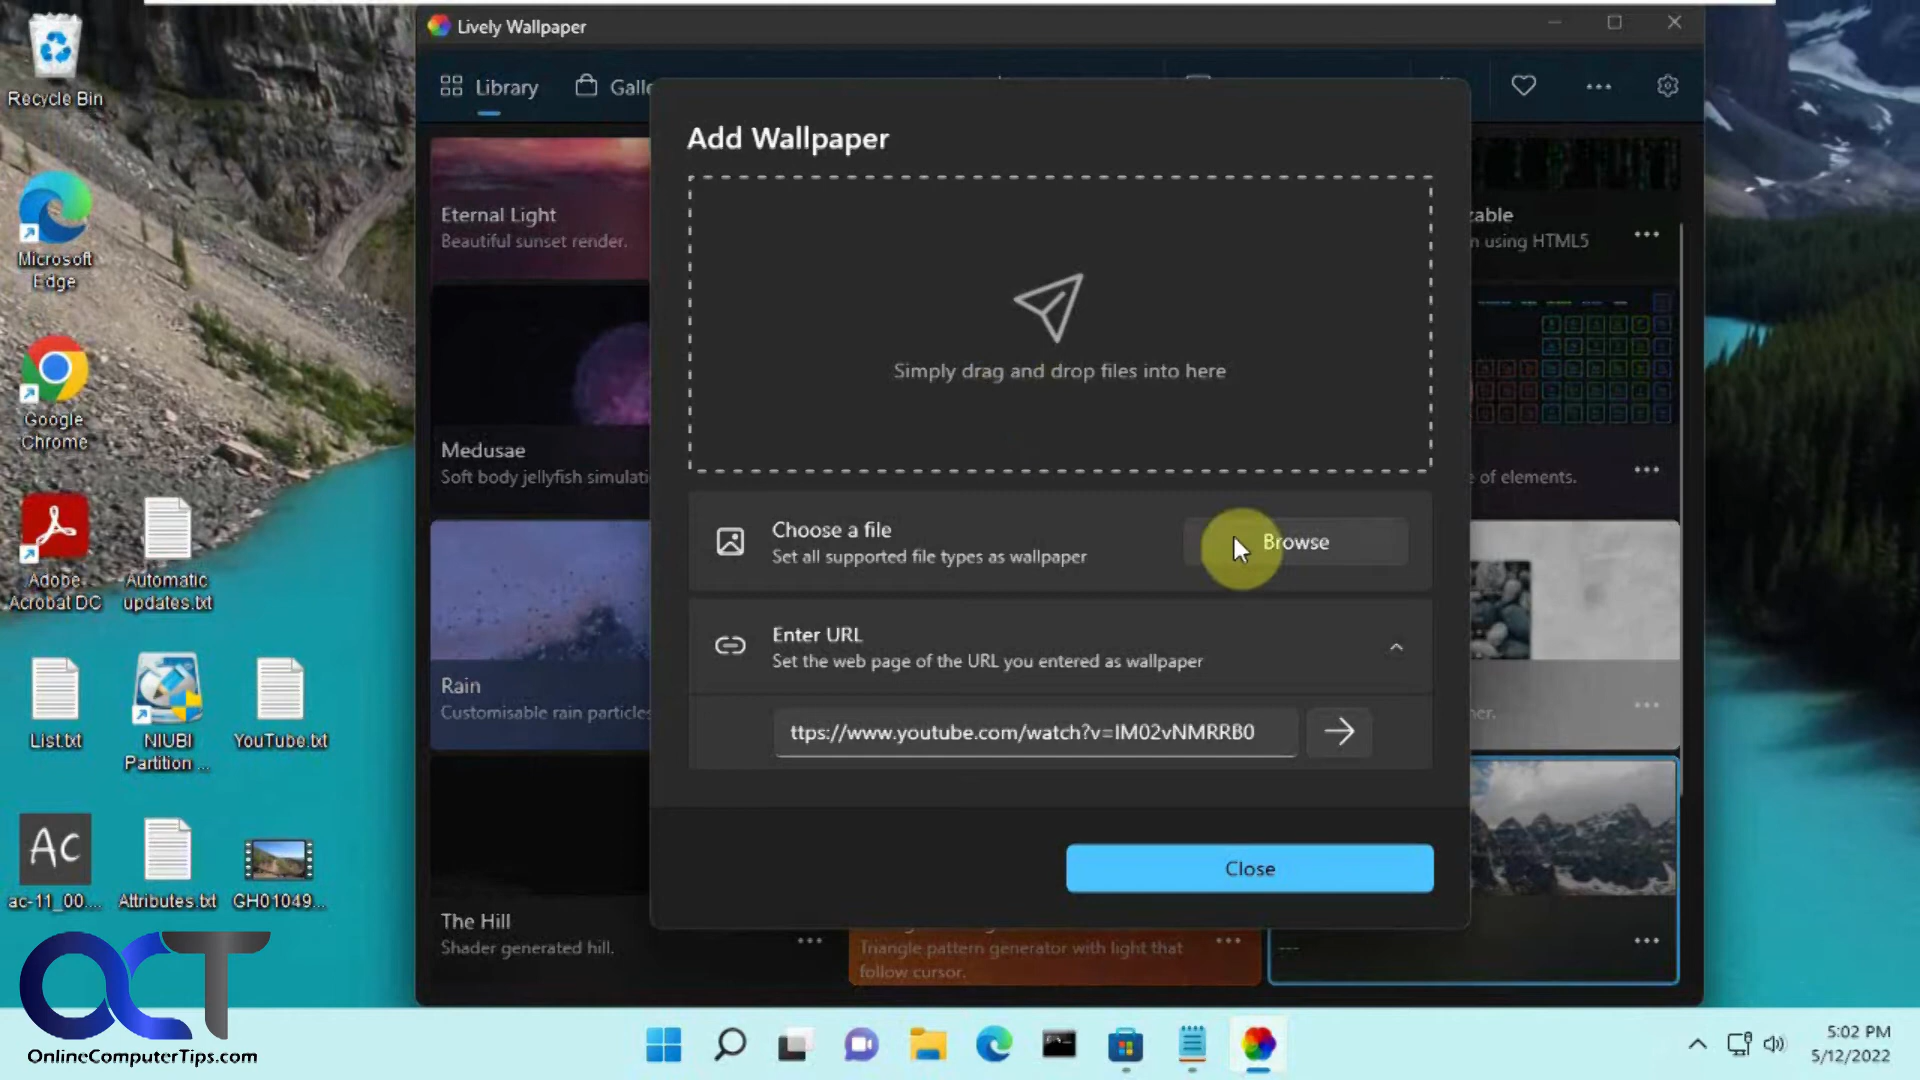 Recycle Bin
Microsoft
Edge
Google
Chrome
Adobe
Acrobat DC
Automatic
updates.txt
List.txt
NIUBI
Partition ...
YouTube.txt
Ac
ac-11_00....
Attributes.txt
GH01049...
OCT
OnlineComputerTips.com
Lively Wallpaper
Library
Galle
Eternal Light
Beautiful sunset render.
Medusae
Soft body jellyfish simulati
Rain
Customisable rain particles
The Hill
Shader generated hill.
Triangle pattern generator with light that
follow cursor.
zable
n using HTML5
e of elements.
her.
---
Add Wallpaper
Simply drag and drop files into here
Choose a file
Set all supported file types as wallpaper
Browse
Enter URL
Set the web page of the URL you entered as wallpaper
ttps://www.youtube.com/watch?v=IM02vNMRRB0
Close
5:02 PM
5/12/2022